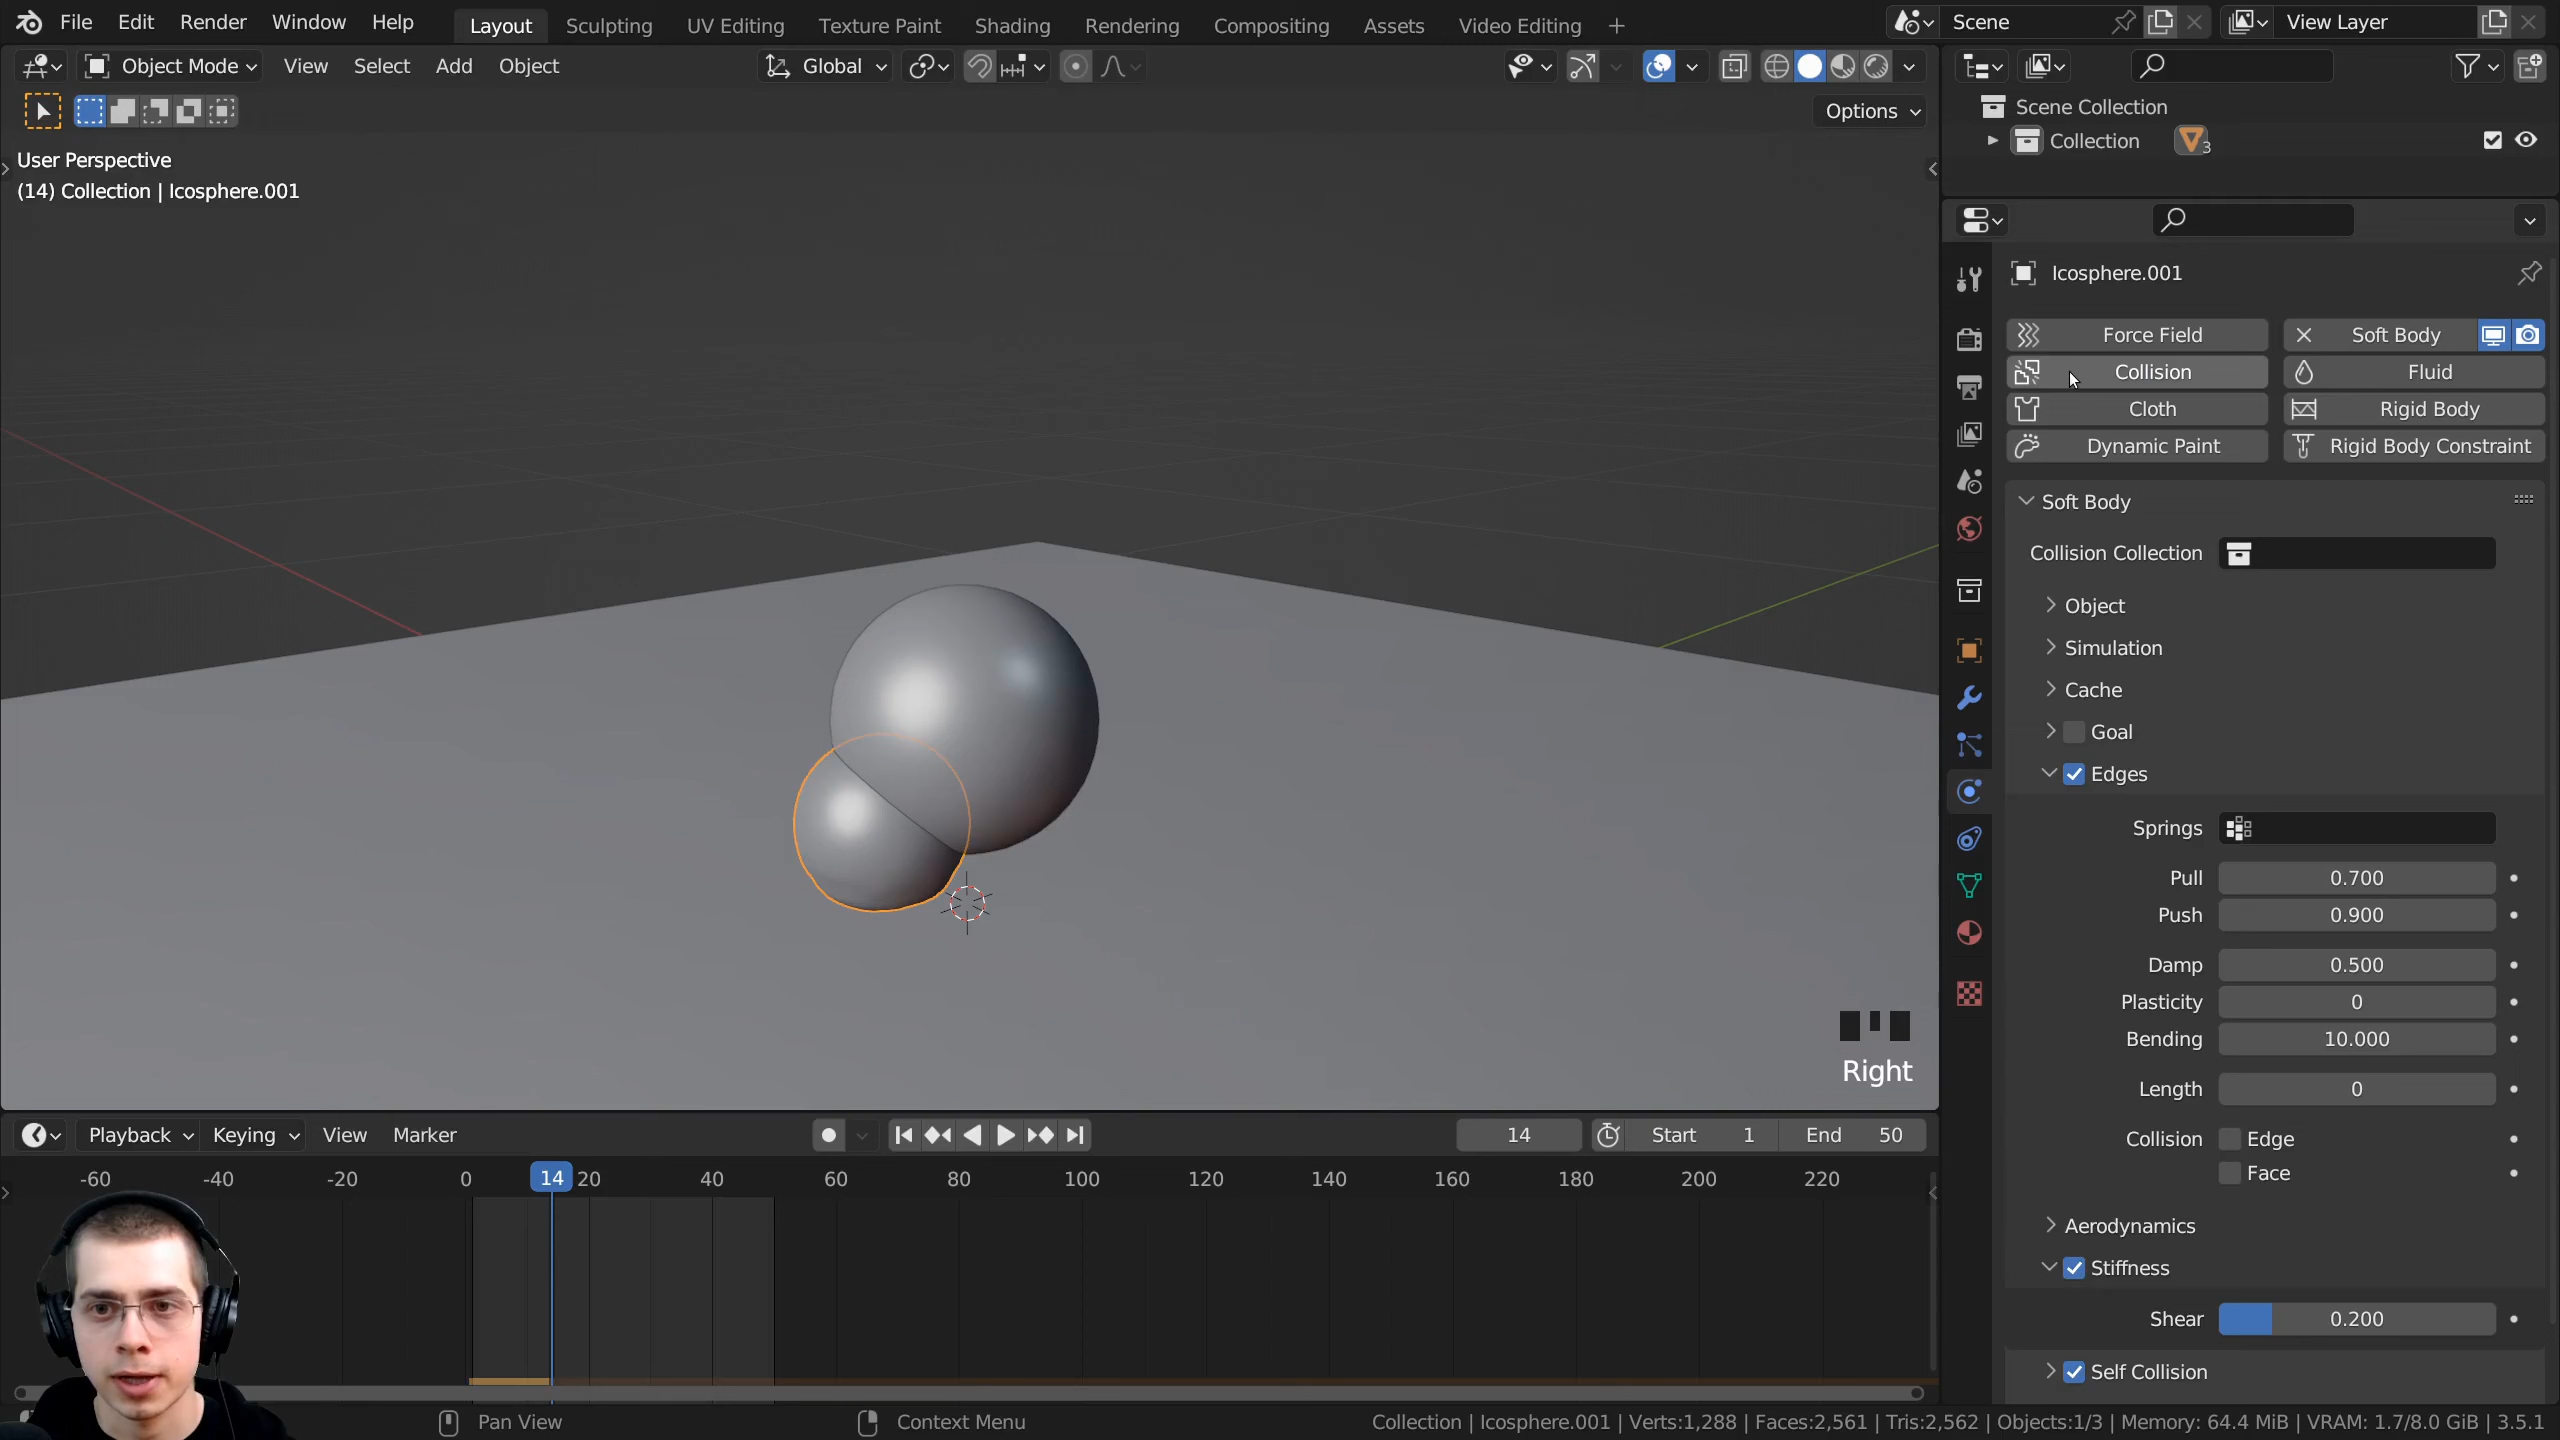 File Edit Render Window Help Layout Sculpting UV Editing Texture Paint Shading Rendering Compositing Assets Video Editing + Scene View Layer
Object Mode View Select Add Object Global
Options
User Perspective
(14) Collection | Icosphere.001
Scene Collection
Collection 3
Icosphere.001
Force Field Soft Body
Collision Fluid
Cloth Rigid Body
Dynamic Paint Rigid Body Constraint
Soft Body
Collision Collection
Object
Simulation
Cache
Goal
Edges
Springs
Pull 0.700
Push 0.900
Damp 0.500
Plasticity 0
Bending 10.000
Length 0
Collision Edge
Face
Aerodynamics
Stiffness
Shear 0.200
Self Collision
Right
Playback Keying View Marker 14 Start 1 End 50
-60 -40 -20 0 14 20 40 60 80 100 120 140 160 180 200 220
Pan View Context Menu Collection | Icosphere.001 | Verts:1,288 | Faces:2,561 | Tris:2,562 | Objects:1/3 | Memory: 64.4 MiB | VRAM: 1.7/8.0 GiB | 3.5.1